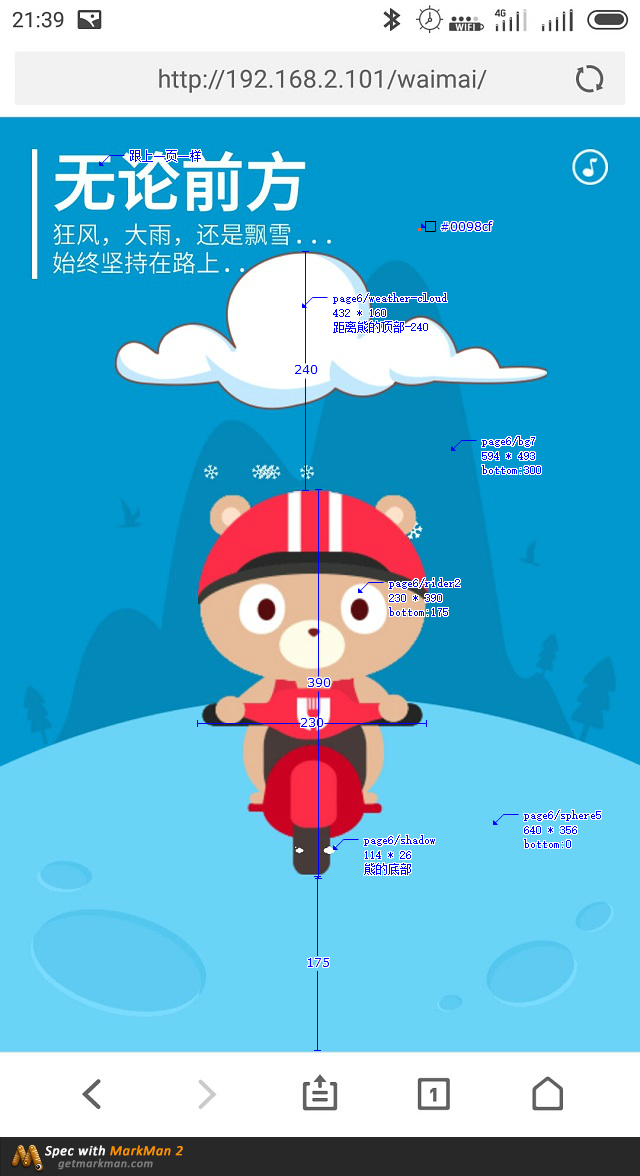 21:39
4G
WIFI
http://192.168.2.101/waimai/
跟上一页一样
无论前方
狂风，大雨，还是飘雪...
始终坚持在路上..
#0098cf
page6/weather-cloud
432 * 160
距离熊的顶部-240
240
page6/bg7
594 * 493
bottom:300
page6/rider2
230 * 390
bottom:175
390
230
page6/sphere5
640 * 356
bottom:0
page6/shadow
114 * 26
熊的底部
175
1
Spec with MarkMan 2
getmarkman.com